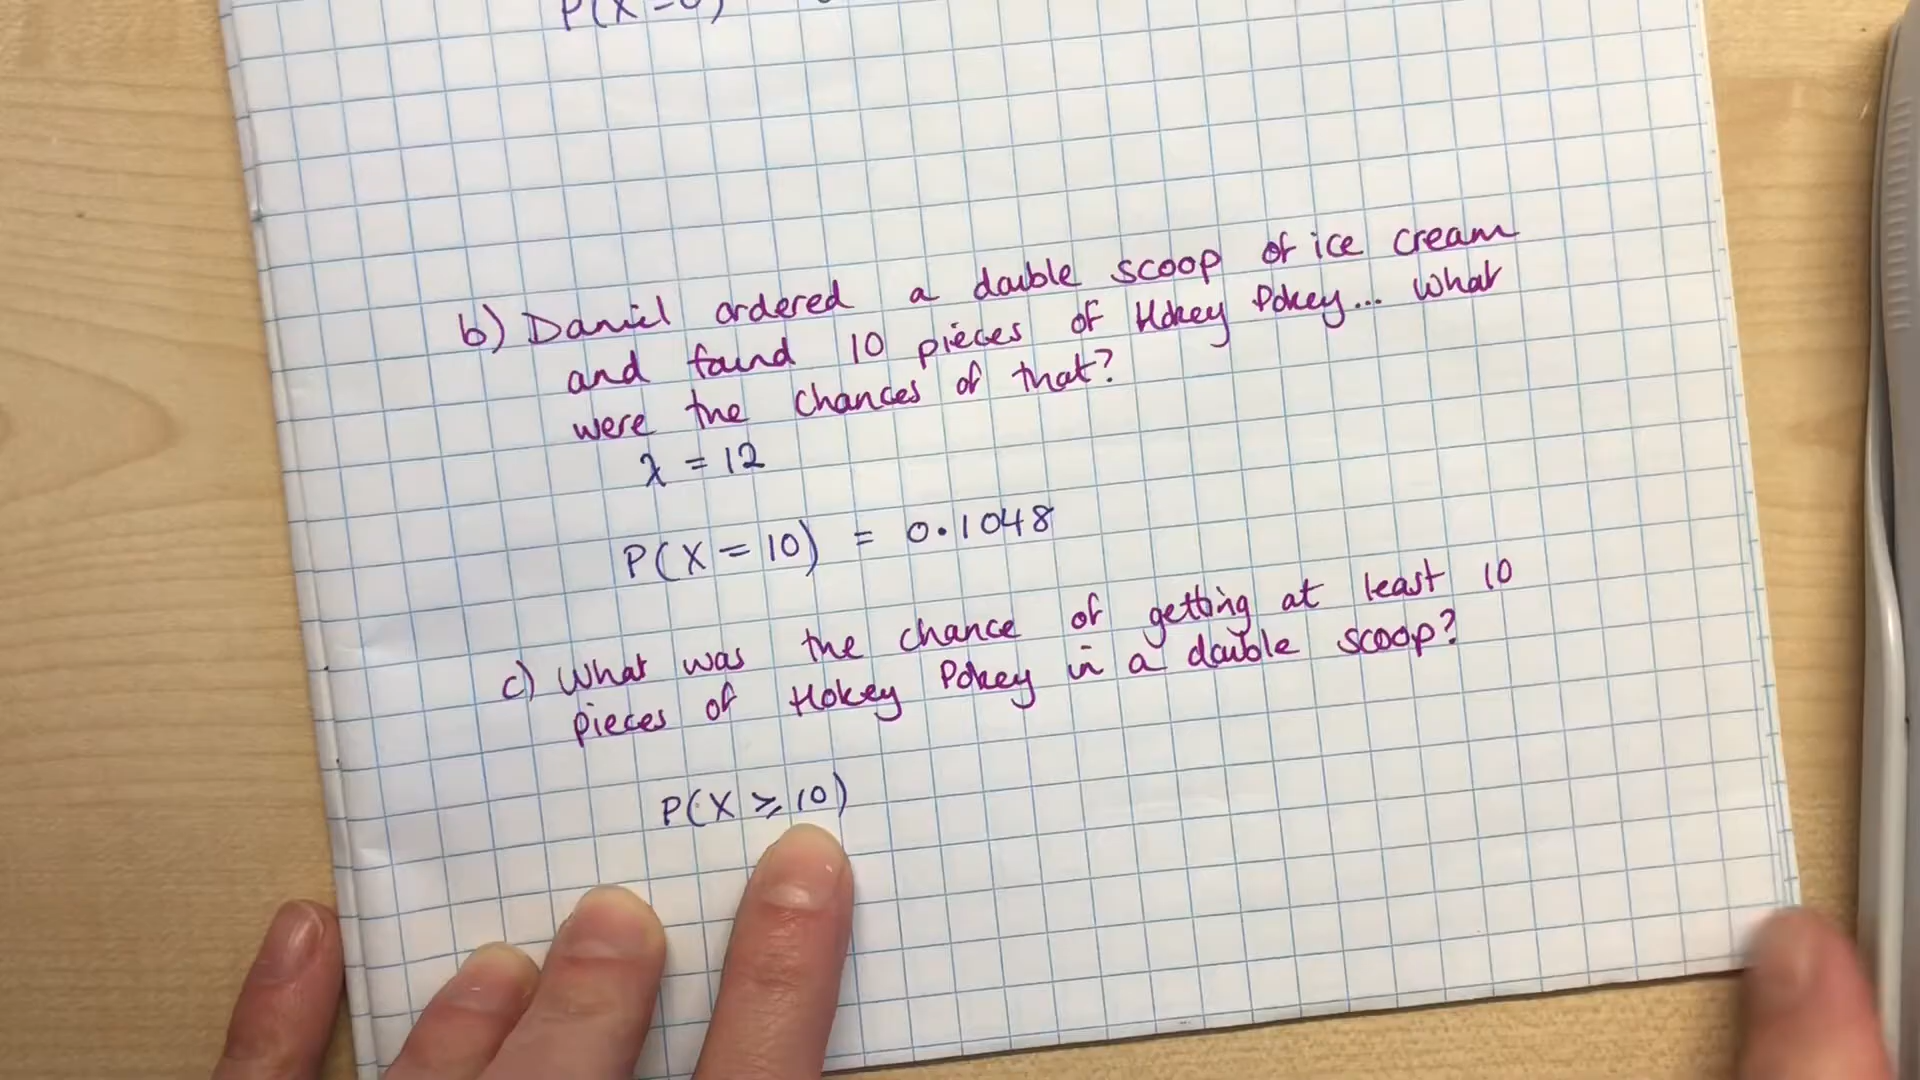 b) Daniel ordered a double scoop of ice cream
and found 10 pieces of Hokey Pokey... What
were the chances of that?
λ = 12
P(X = 10) = 0.1048
c) What was the chance of getting at least 10
pieces of Hokey Pokey in a double scoop?
P(X ≥ 10)